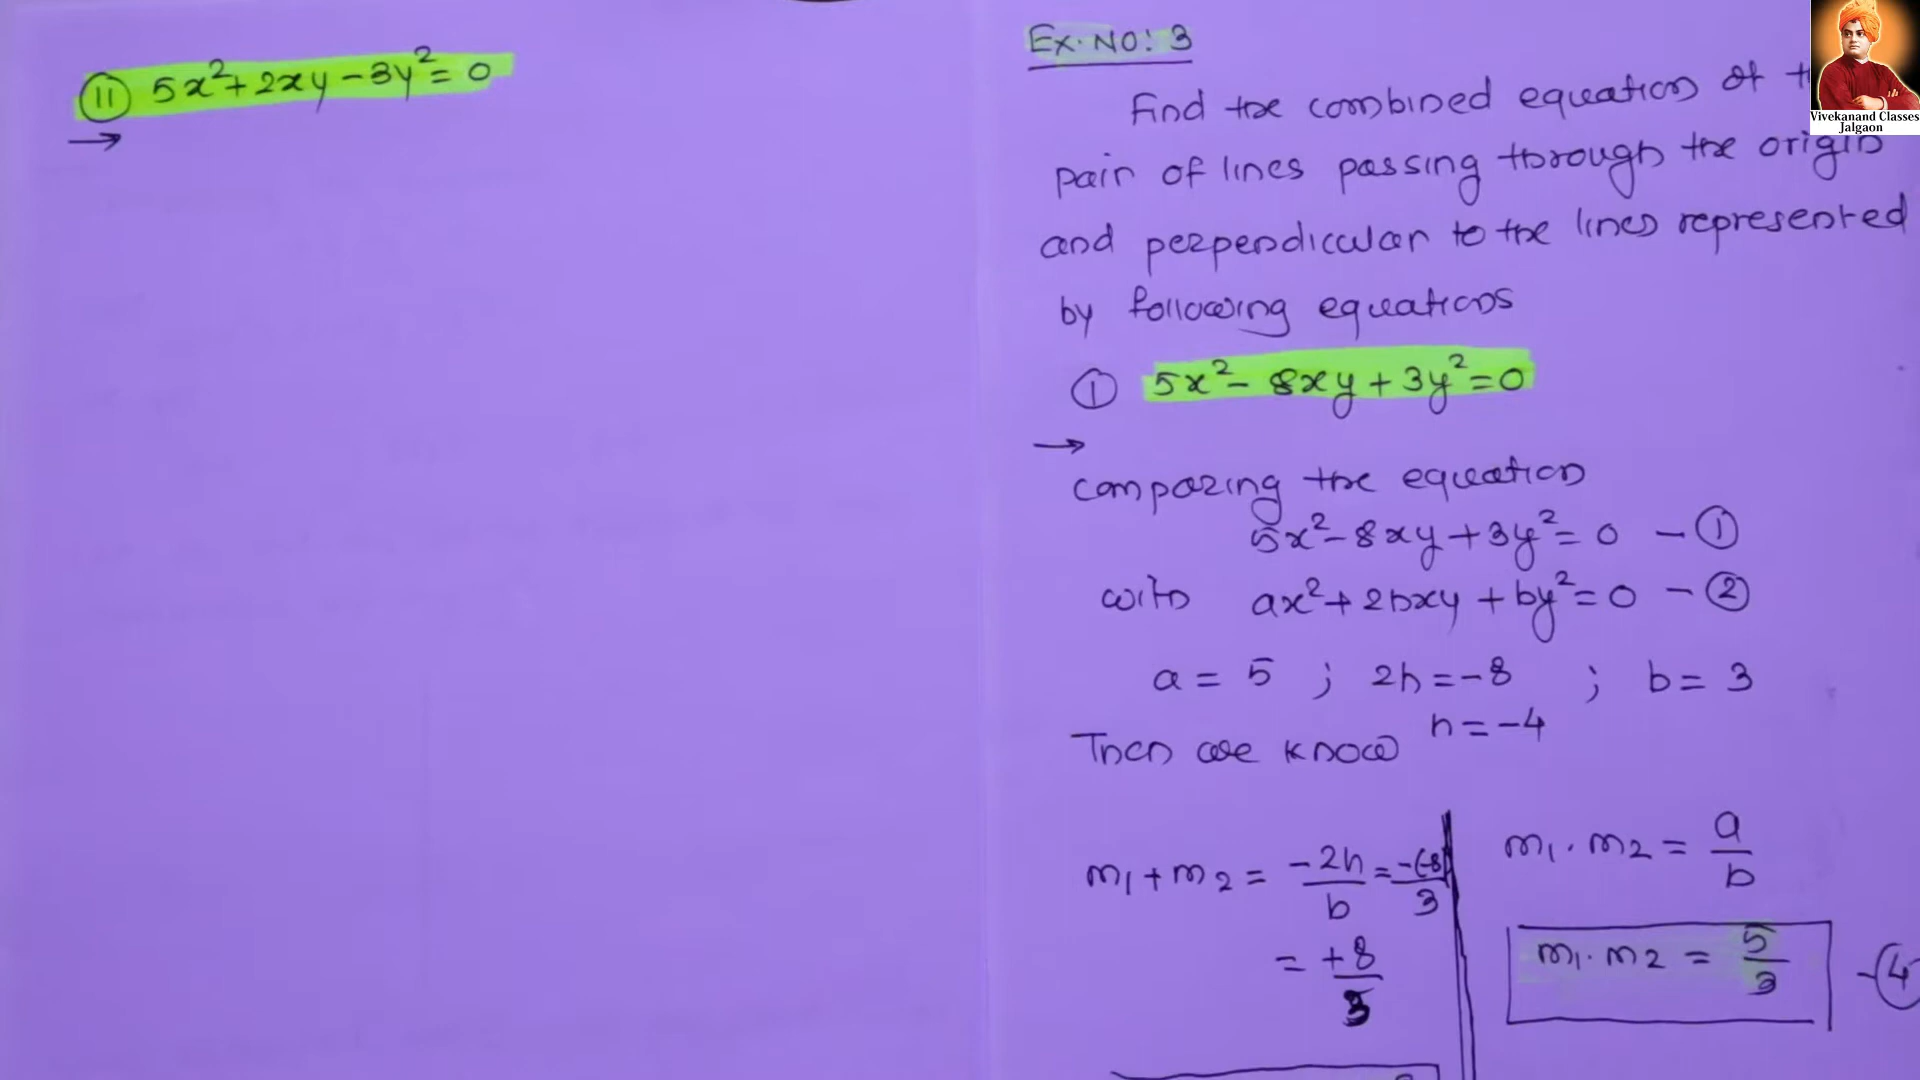 (II) 5x² + 2xy - 3y² = 0
→
Ex. NO: 3
Find the combined equation of
pair of lines passing through the origin
and perpendicular to the lines represented
by following equations
① 5x² - 8xy + 3y² = 0
→
comparing the equation
5x² - 8xy + 3y² = 0 - ①
with ax² + 2hxy + by² = 0 - ②
a = 5 ; 2h = -8 ; b = 3
h = -4
Then we know
m₁ + m₂ = -2h/b = -(-8)/3
= +8/3
m₁ . m₂ = a/b
m₁ . m₂ = 5/3 - ④
Vivekanand Classes
Jalgaon